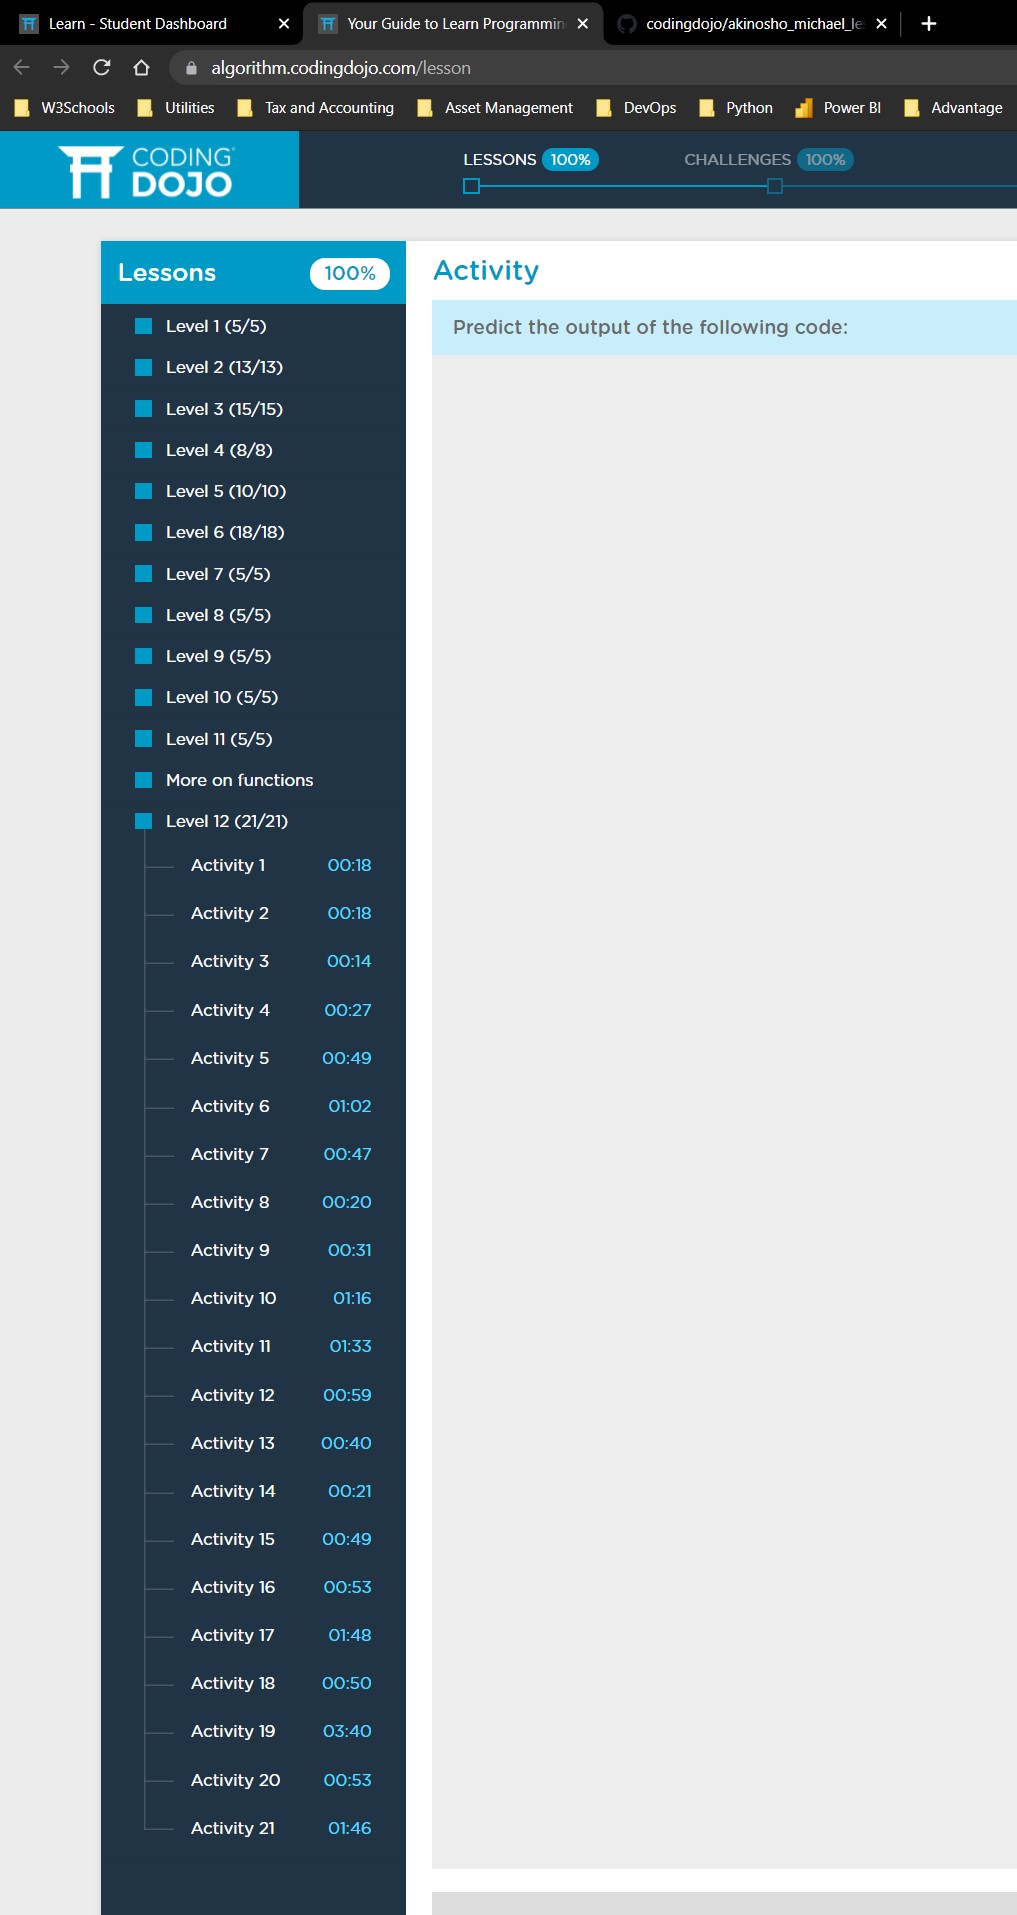 Learn - Student Dashboard
Your Guide to Learn Programmin
codingdojo/akinosho_michael_le
algorithm.codingdojo.com/lesson
W3Schools Utilities Tax and Accounting Asset Management DevOps Python Power BI Advantage
CODING
DOJO
LESSONS 100% CHALLENGES 100%
Lessons 100%
Level 1 (5/5)
Level 2 (13/13)
Level 3 (15/15)
Level 4 (8/8)
Level 5 (10/10)
Level 6 (18/18)
Level 7 (5/5)
Level 8 (5/5)
Level 9 (5/5)
Level 10 (5/5)
Level 11 (5/5)
More on functions
Level 12 (21/21)
Activity 1 00:18
Activity 2 00:18
Activity 3 00:14
Activity 4 00:27
Activity 5 00:49
Activity 6 01:02
Activity 7 00:47
Activity 8 00:20
Activity 9 00:31
Activity 10 01:16
Activity 11 01:33
Activity 12 00:59
Activity 13 00:40
Activity 14 00:21
Activity 15 00:49
Activity 16 00:53
Activity 17 01:48
Activity 18 00:50
Activity 19 03:40
Activity 20 00:53
Activity 21 01:46
Activity
Predict the output of the following code: